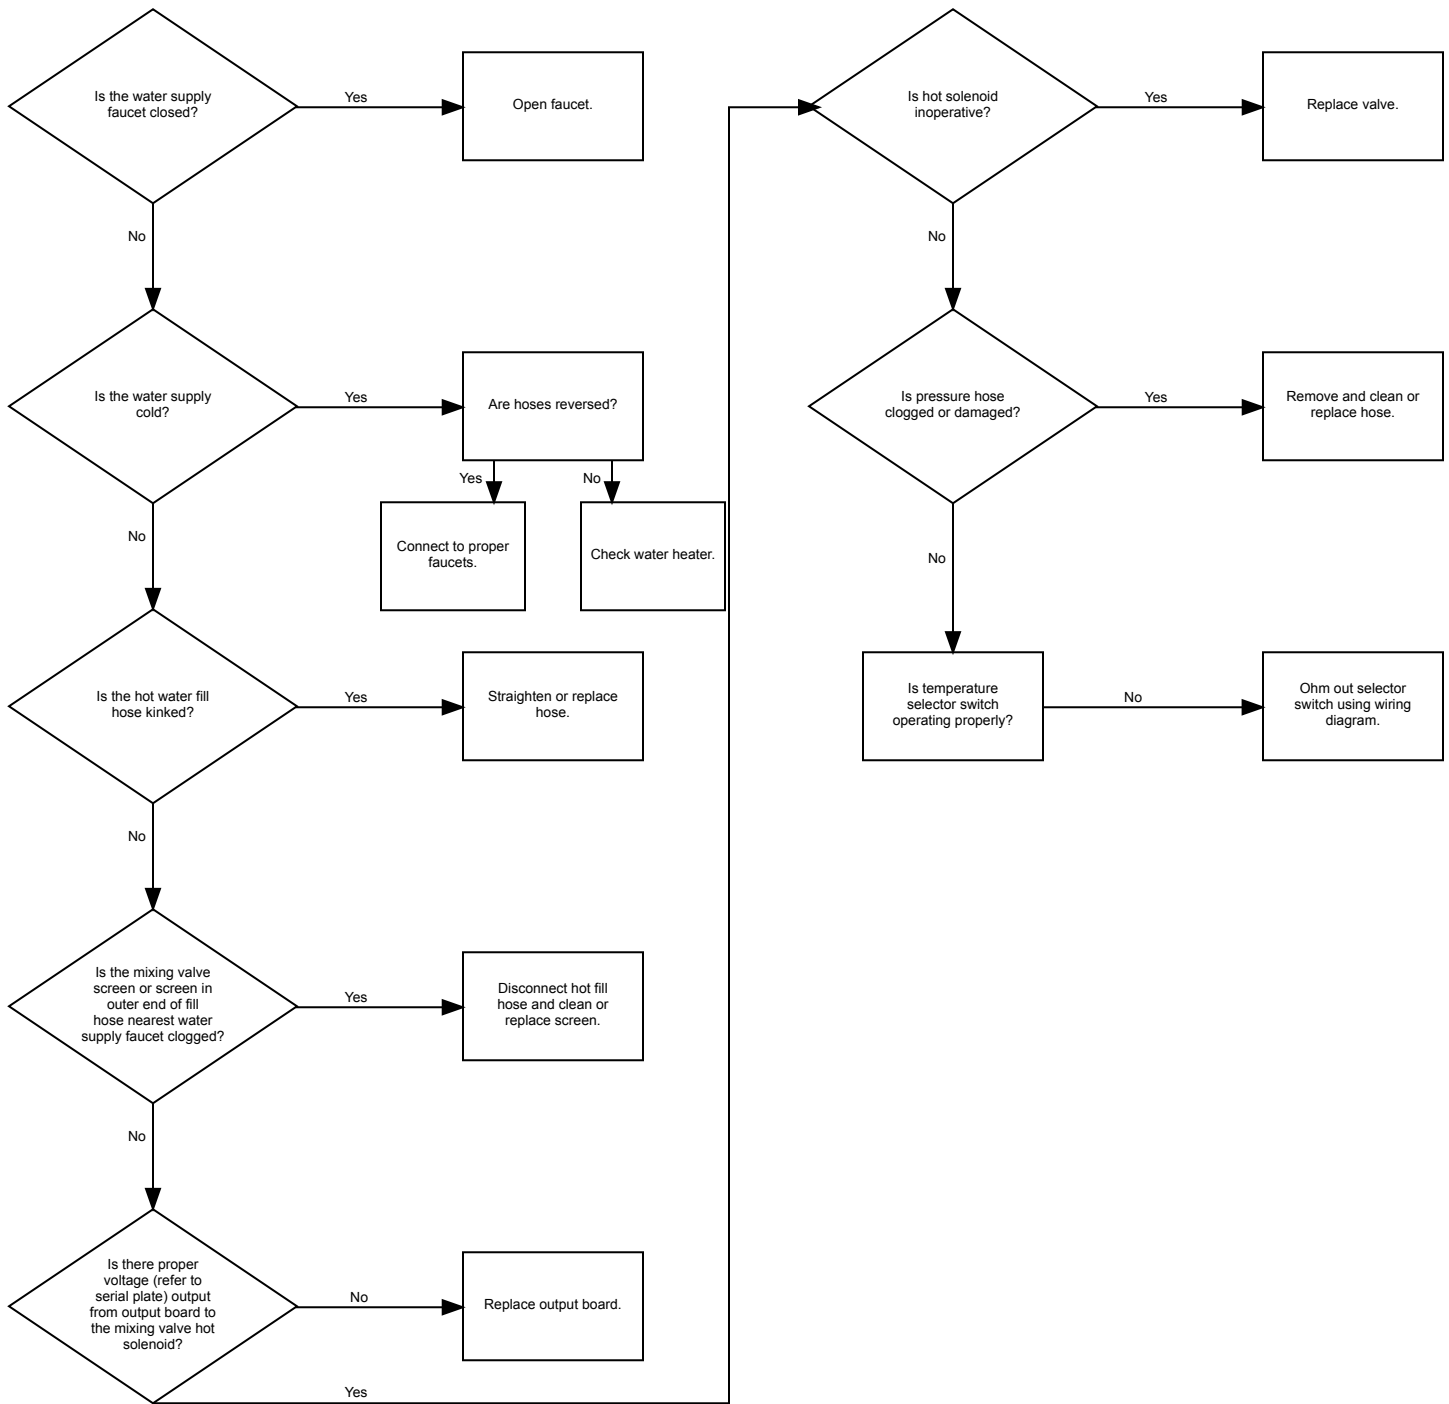 Is the water supply
faucet closed?
Yes
Open faucet.
No
Is the water supply
cold?
Yes
Are hoses reversed?
Yes
No
Connect to proper
faucets.
Check water heater.
No
Is the hot water fill
hose kinked?
Yes
Straighten or replace
hose.
No
Is the mixing valve
screen or screen in
outer end of fill
hose nearest water
supply faucet clogged?
Yes
Disconnect hot fill
hose and clean or
replace screen.
No
Is there proper
voltage (refer to
serial plate) output
from output board to
the mixing valve hot
solenoid?
No
Replace output board.
Yes
Is hot solenoid
inoperative?
Yes
Replace valve.
No
Is pressure hose
clogged or damaged?
Yes
Remove and clean or
replace hose.
No
Is temperature
selector switch
operating properly?
No
Ohm out selector
switch using wiring
diagram.